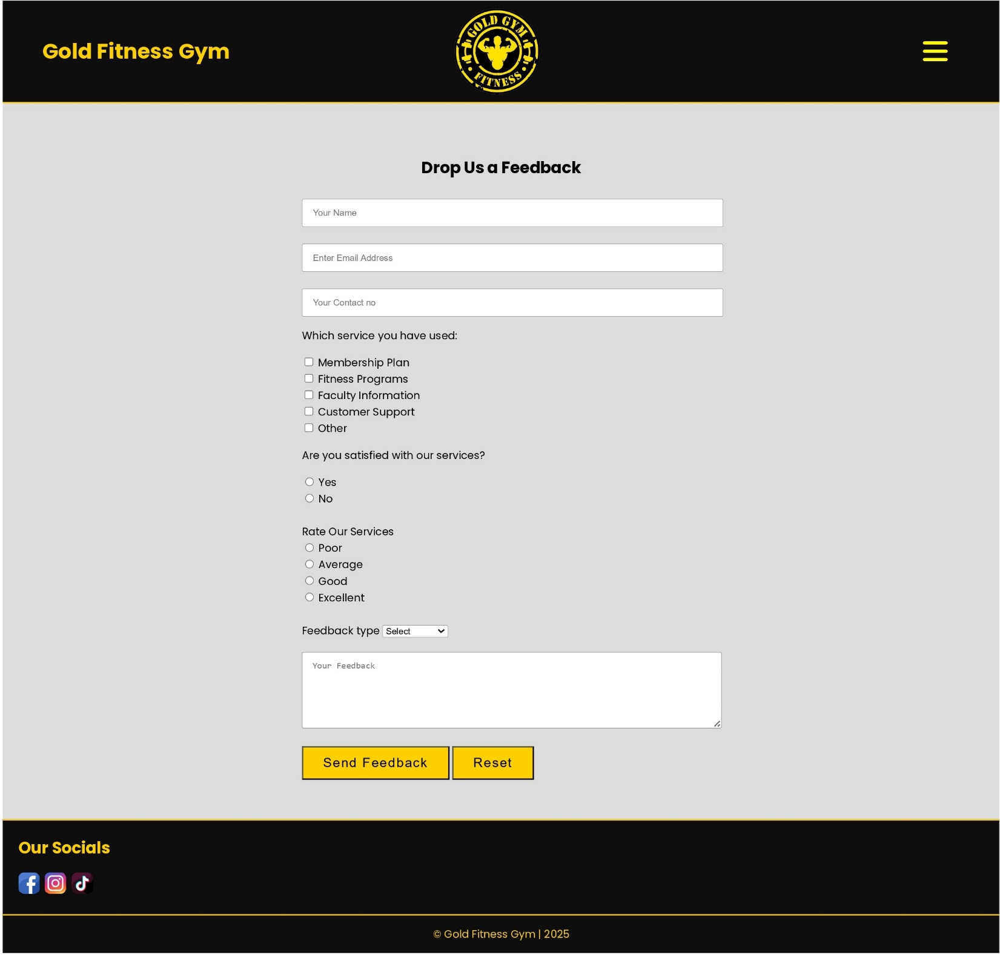 Gold Fitness Gym
GOLD GYM
FITNESS
Drop Us a Feedback
Your Name
Enter Email Address
Your Contact no
Which service you have used:
Membership Plan
Fitness Programs
Faculty Information
Customer Support
Other
Are you satisfied with our services?
Yes
No
Rate Our Services
Poor
Average
Good
Excellent
Feedback type Select
Your Feedback
Send Feedback Reset
Our Socials
© Gold Fitness Gym | 2025